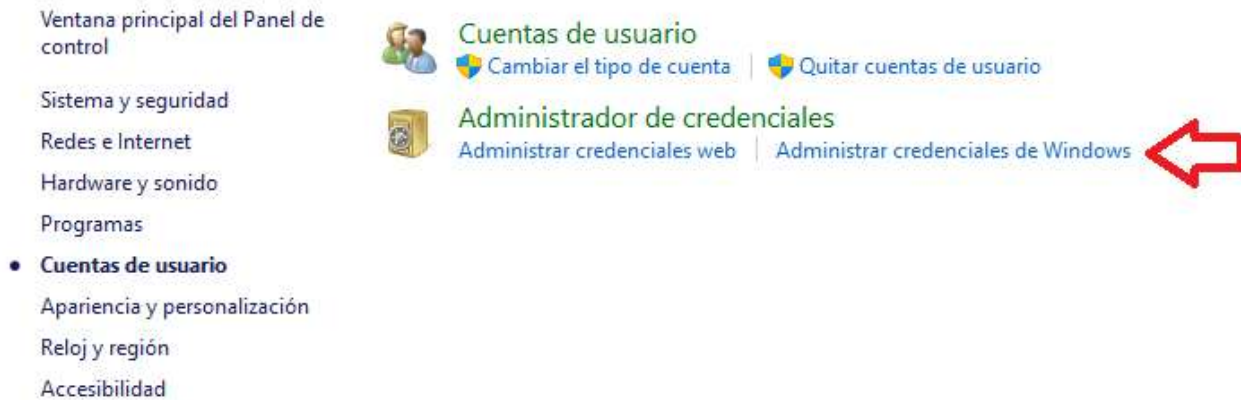 Ventana principal del Panel de
control
Sistema y seguridad
Redes e Internet
Hardware y sonido
Programas
Cuentas de usuario
Apariencia y personalización
Reloj y región
Accesibilidad
Cuentas de usuario
Cambiar el tipo de cuenta Quitar cuentas de usuario
Administrador de credenciales
Administrar credenciales web Administrar credenciales de Windows